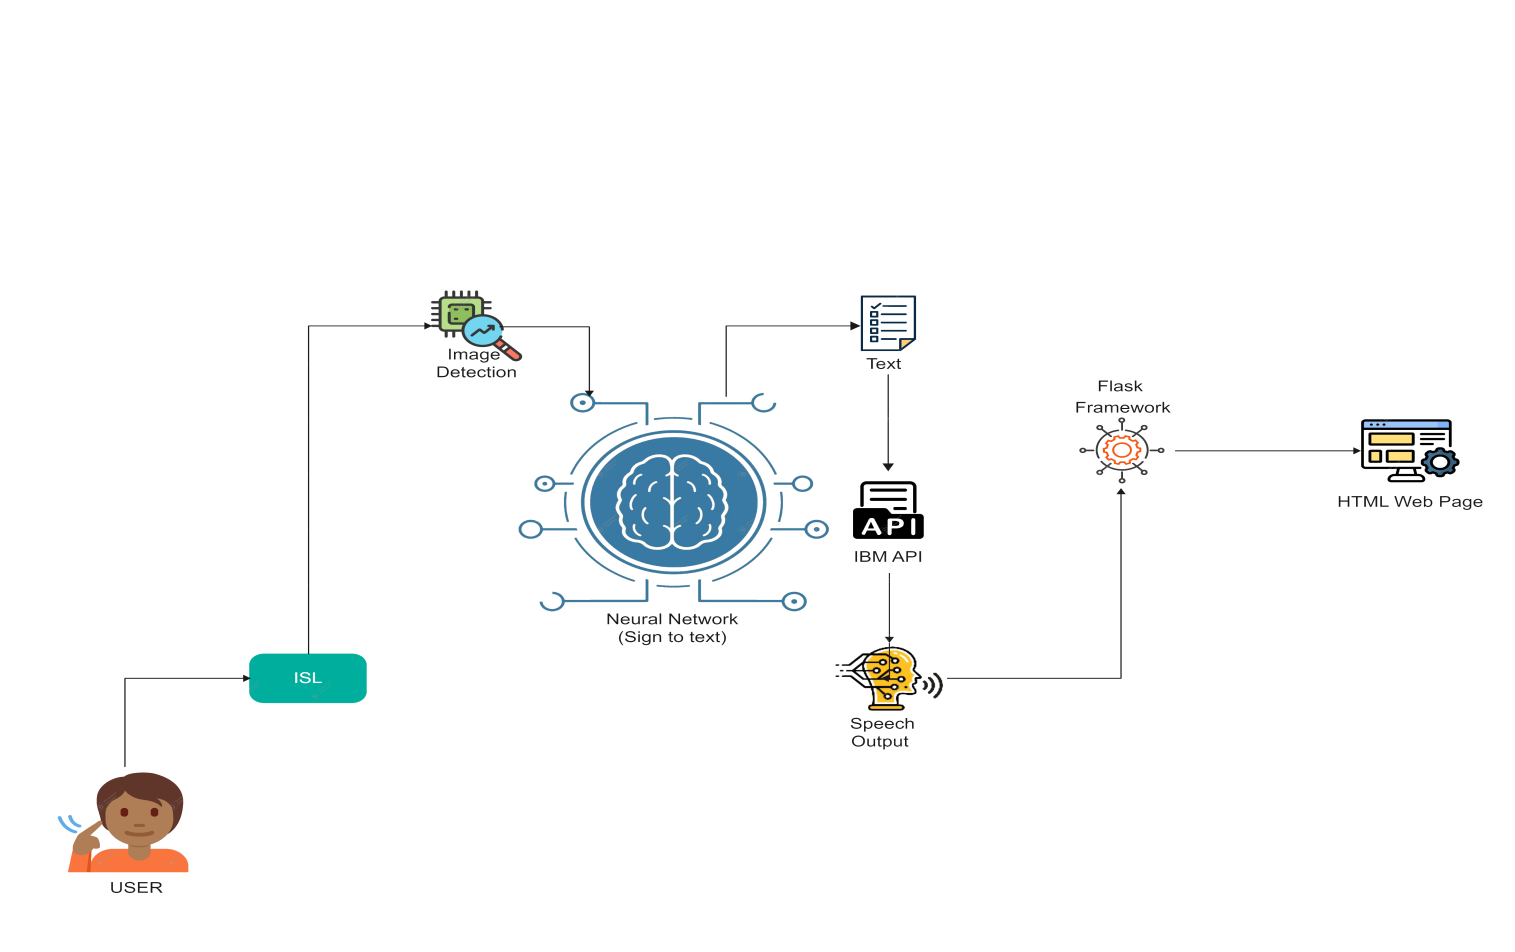 Image
Detection
Text
Flask
Framework
API
HTML Web Page
IBM API
Neural Network
(Sign to text)
ISL
Speech
Output
USER